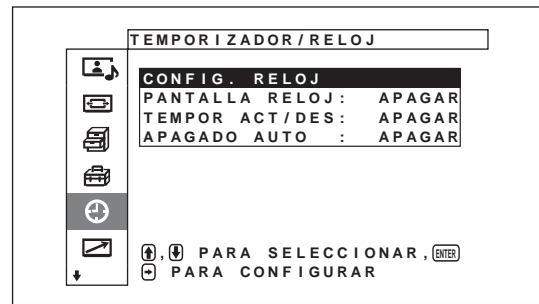 TEMPORIZADOR/RELOJ
CONFIG. RELOJ
PANTALLA RELOJ: APAGAR
TEMPOR ACT/DES: APAGAR
APAGADO AUTO : APAGAR
, PARA SELECCIONAR, ENTER
PARA CONFIGURAR